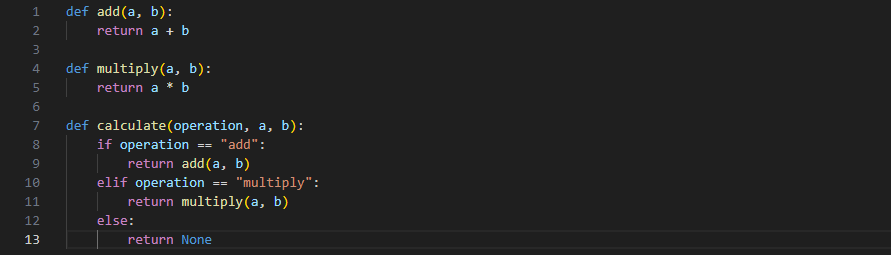 1 def add(a, b):
2     return a + b
3
4 def multiply(a, b):
5     return a * b
6
7 def calculate(operation, a, b):
8     if operation == "add":
9         return add(a, b)
10     elif operation == "multiply":
11         return multiply(a, b)
12     else:
13         return None